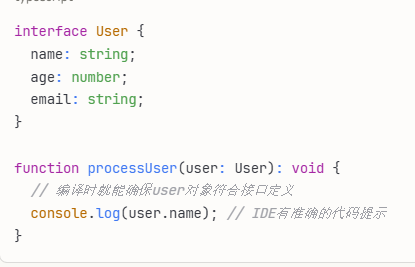 typescript
interface User {
  name: string;
  age: number;
  email: string;
}
function processUser(user: User): void {
  // 编译时就能确保user对象符合接口定义
  console.log(user.name); // IDE有准确的代码提示
}